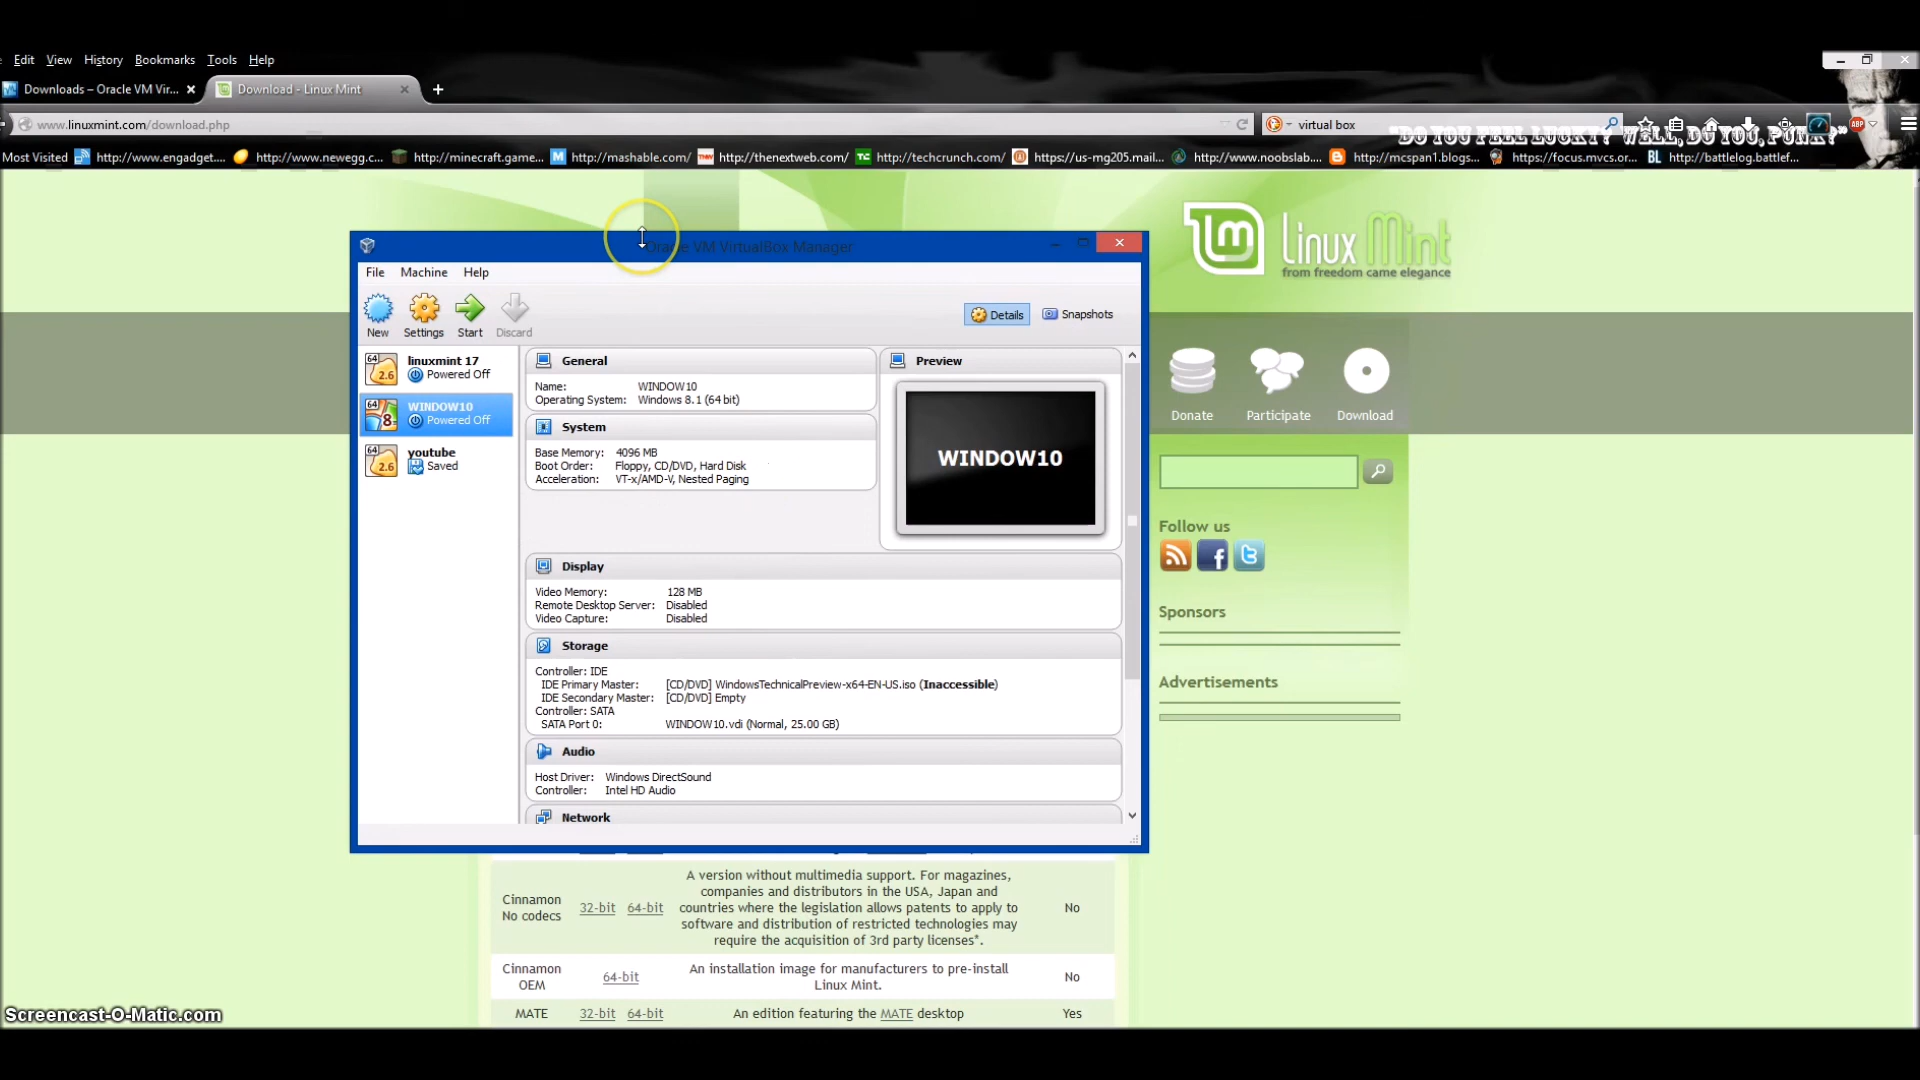 Edit View History Bookmarks Tools Help
Downloads – Oracle VM Vir... Download - Linux Mint
www.linuxmint.com/download.php virtual box
"DO YOU FEEL LUCKY? WELL, DO YOU, PUNK?"
Most Visited http://www.engadget.... http://www.newegg.c... http://minecraft.game... http://mashable.com/ http://thenextweb.com/ http://techcrunch.com/ https://us-mg205.mail... http://www.noobslab.... http://mcspan1.blogs... https://focus.mvcs.or... http://battlelog.battlef...
Linux Mint
from freedom came elegance
Oracle VM VirtualBox Manager
File Machine Help
New Settings Start Discard Details Snapshots
linuxmint 17
Powered Off
WINDOW10
Powered Off
youtube
Saved
General
Name: WINDOW10
Operating System: Windows 8.1 (64 bit)
System
Base Memory: 4096 MB
Boot Order: Floppy, CD/DVD, Hard Disk
Acceleration: VT-x/AMD-V, Nested Paging
Preview
WINDOW10
Display
Video Memory: 128 MB
Remote Desktop Server: Disabled
Video Capture: Disabled
Storage
Controller: IDE
IDE Primary Master: [CD/DVD] WindowsTechnicalPreview-x64-EN-US.iso (Inaccessible)
IDE Secondary Master: [CD/DVD] Empty
Controller: SATA
SATA Port 0: WINDOW10.vdi (Normal, 25.00 GB)
Audio
Host Driver: Windows DirectSound
Controller: Intel HD Audio
Network
Donate Participate Download
Follow us
Sponsors
Advertisements
Cinnamon No codecs 32-bit 64-bit A version without multimedia support. For magazines,
companies and distributors in the USA, Japan and
countries where the legislation allows patents to apply to
software and distribution of restricted technologies may
require the acquisition of 3rd party licenses*. No
Cinnamon OEM 64-bit An installation image for manufacturers to pre-install
Linux Mint. No
MATE 32-bit 64-bit An edition featuring the MATE desktop Yes
Screencast-O-Matic.com